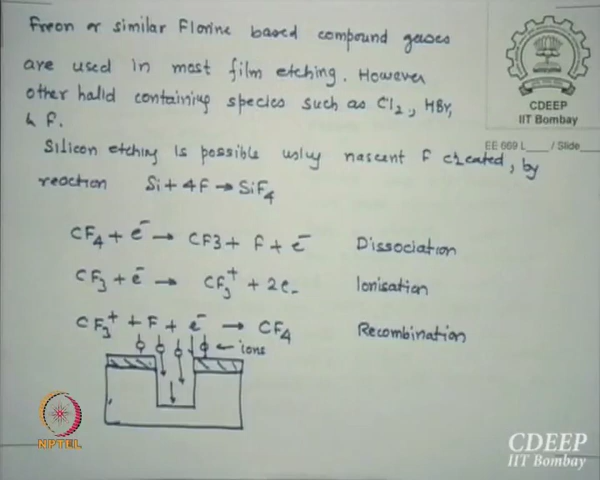 Freon or similar Florine based compound gases
are used in most film etching. However
other halid containing species such as Cl2, HBr,
& F.
Silicon etching is possible using nascent F created, by
reaction Si + 4F → SiF4
CF4 + e⁻ → CF3 + F + e⁻ Dissociation
CF3 + e⁻ → CF3⁺ + 2e- Ionisation
CF3⁺ + F + e⁻ → CF4 Recombination
ions
CDEEP
IIT Bombay
EE 669 L____ / Slide____
NPTEL
CDEEP
IIT Bombay